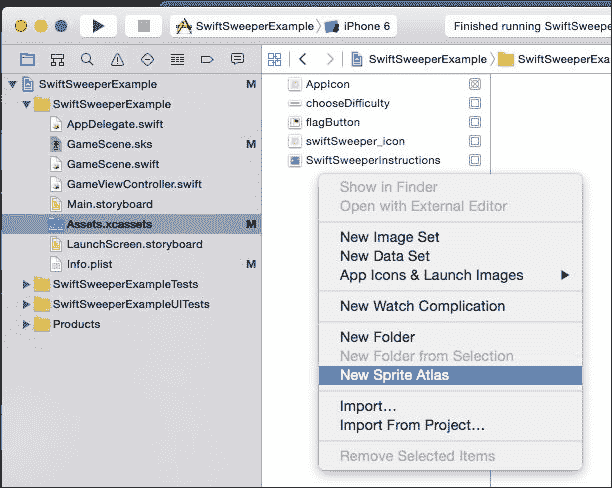 SwiftSweeperExample iPhone 6 Finished running SwiftSweepe
SwiftSweeperExample SwiftSweeperExa
SwiftSweeperExample M
SwiftSweeperExample
AppDelegate.swift
GameScene.sks M
GameScene.swift
GameViewController.swift
Main.storyboard
Assets.xcassets M
LaunchScreen.storyboard
Info.plist M
SwiftSweeperExampleTests
SwiftSweeperExampleUITests
Products
AppIcon
chooseDifficulty
flagButton
swiftSweeper_icon
SwiftSweeperInstructions
Show in Finder
Open with External Editor
New Image Set
New Data Set
App Icons & Launch Images
New Watch Complication
New Folder
New Folder from Selection
New Sprite Atlas
Import...
Import From Project...
Remove Selected Items